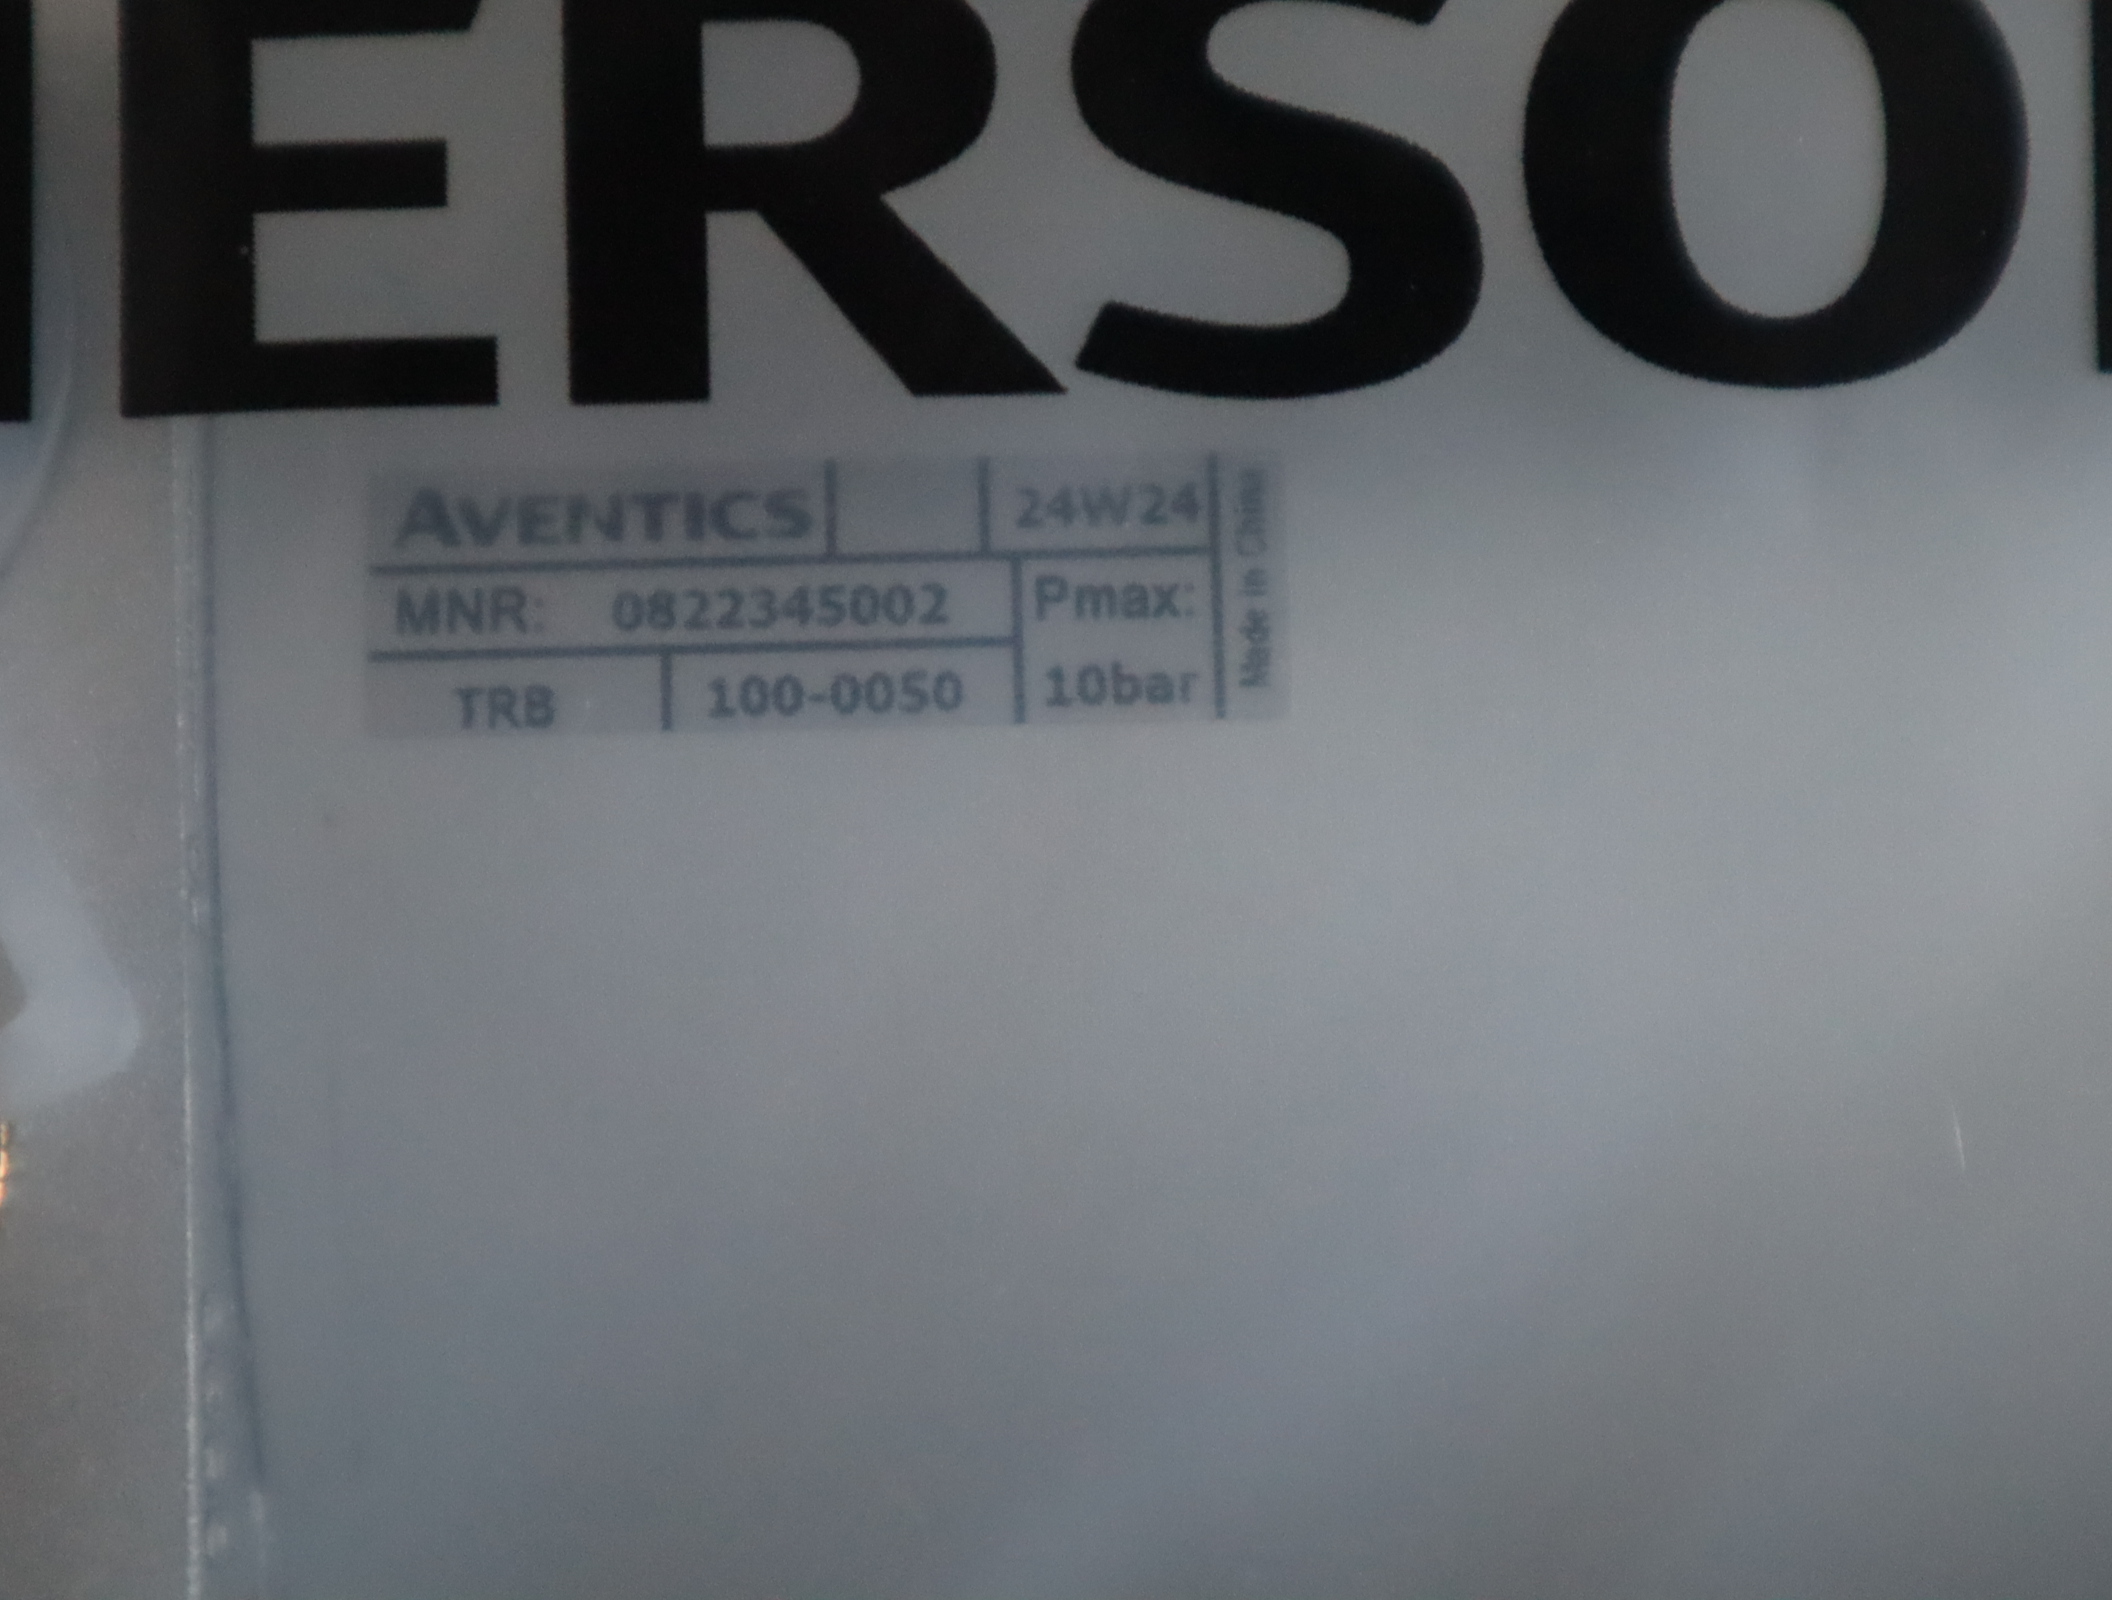 ERSO
AVENTICS 24W24
MNR: 0822345002 Pmax:
TRB 100-0050 10bar
Made in China